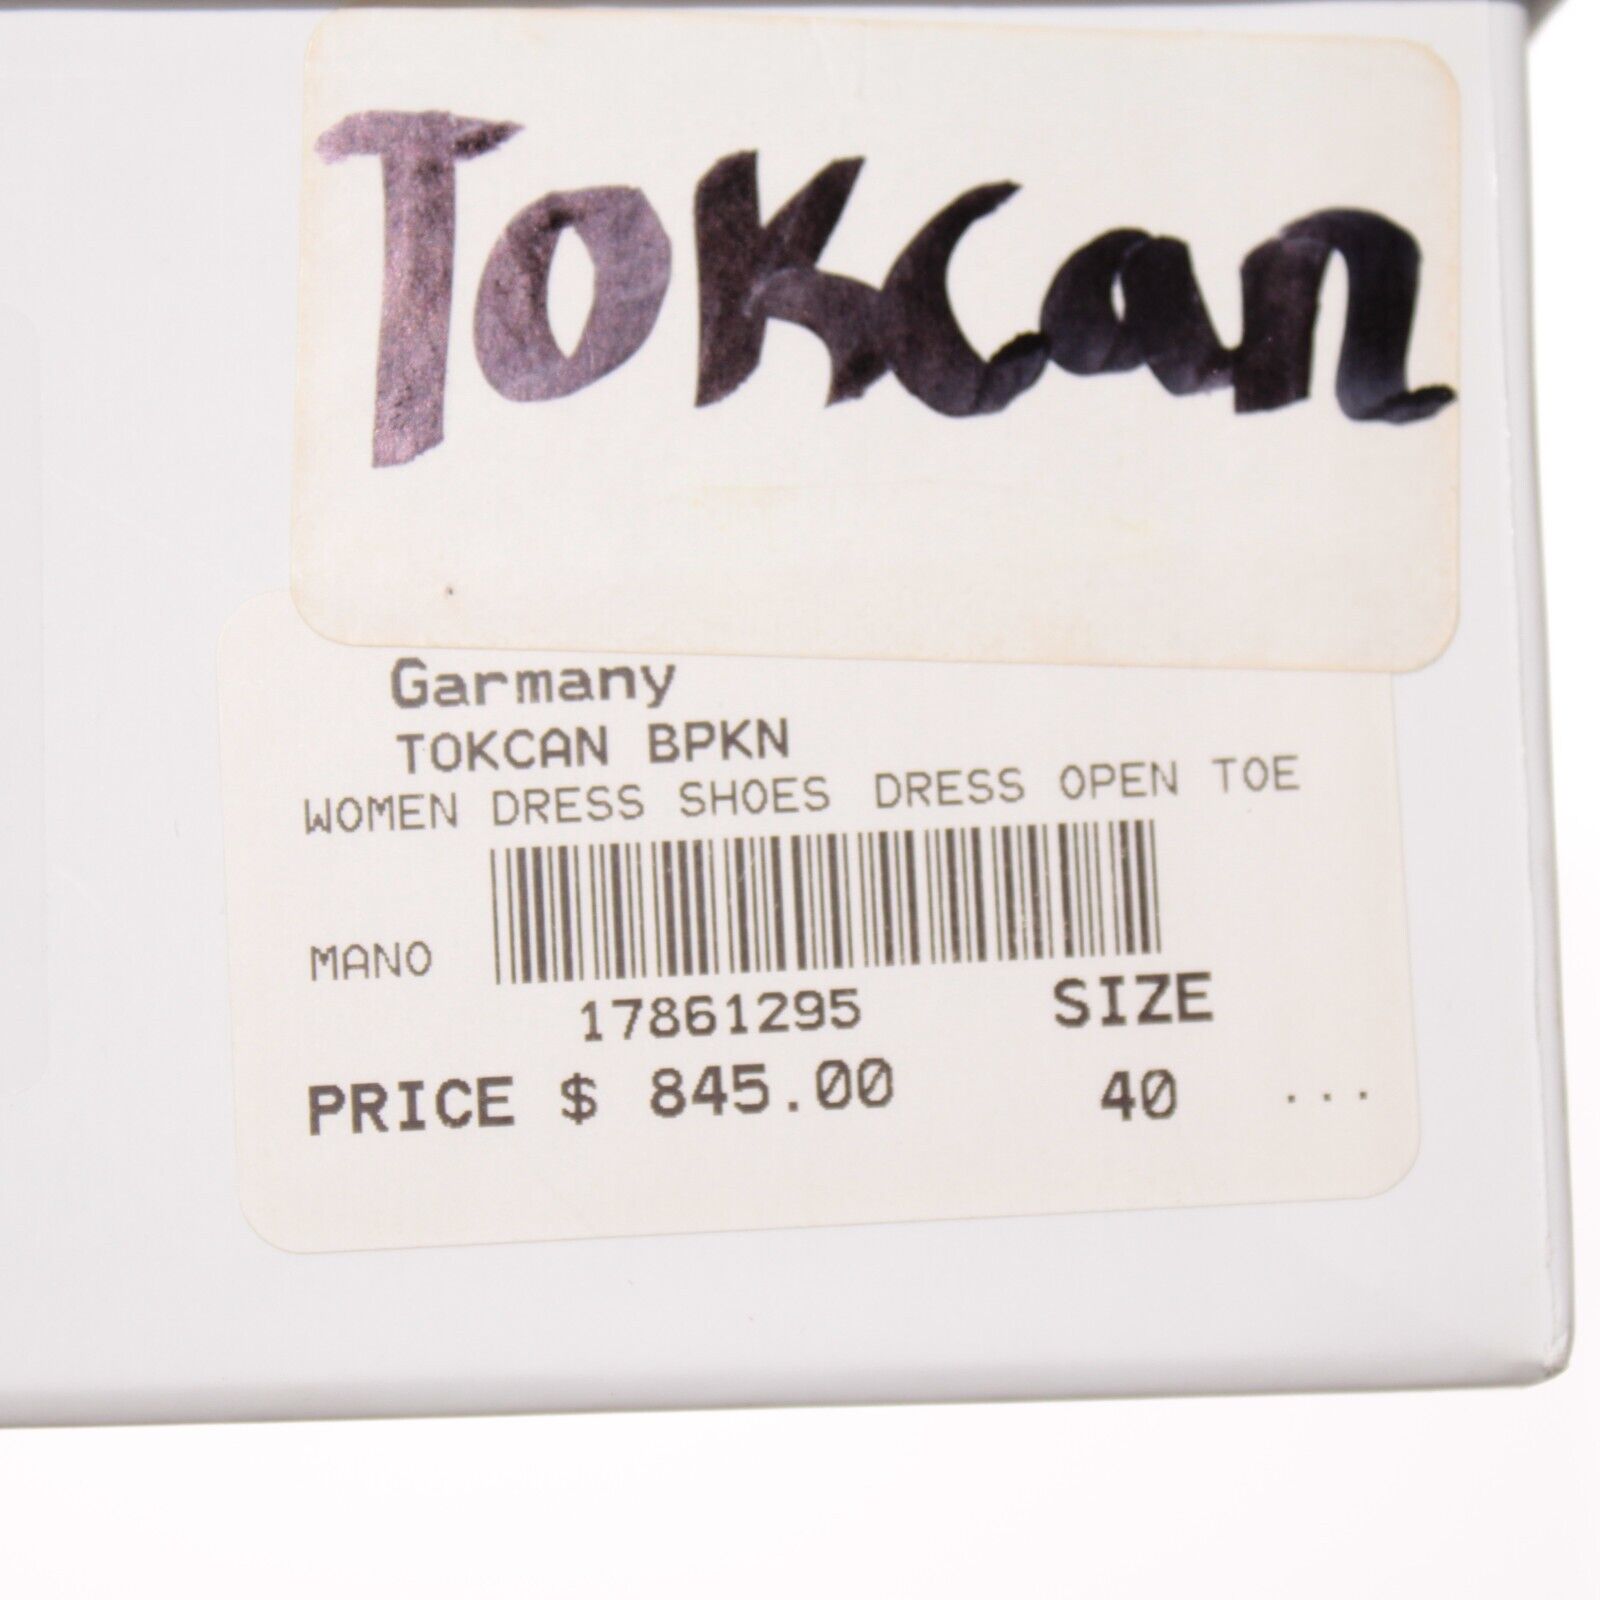 Tokcan
Garmany
TOKCAN BPKN
WOMEN DRESS SHOES DRESS OPEN TOE
MANO
17861295 SIZE
PRICE $ 845.00 40 ...